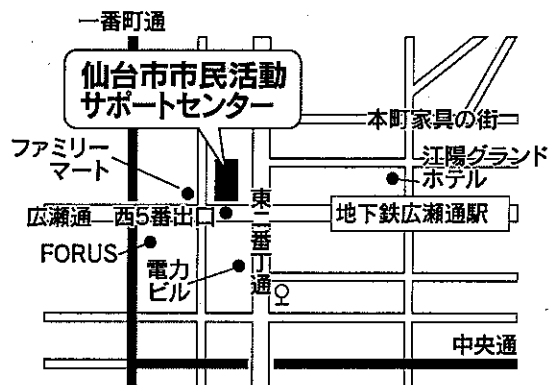 一番町通
仙台市市民活動
サポートセンター
本町家具の街
ファミリー
マート
江陽グランド
ホテル
広瀬通
西5番出口
東二番丁通
地下鉄広瀬通駅
FORUS
電力
ビル
中央通